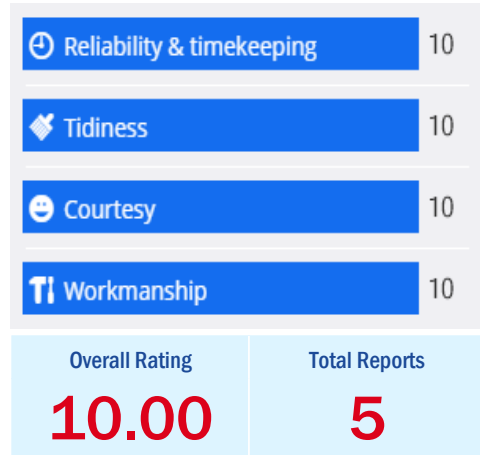 Reliability & timekeeping 10
Tidiness 10
Courtesy 10
Workmanship 10
Overall Rating Total Reports
10.00 5